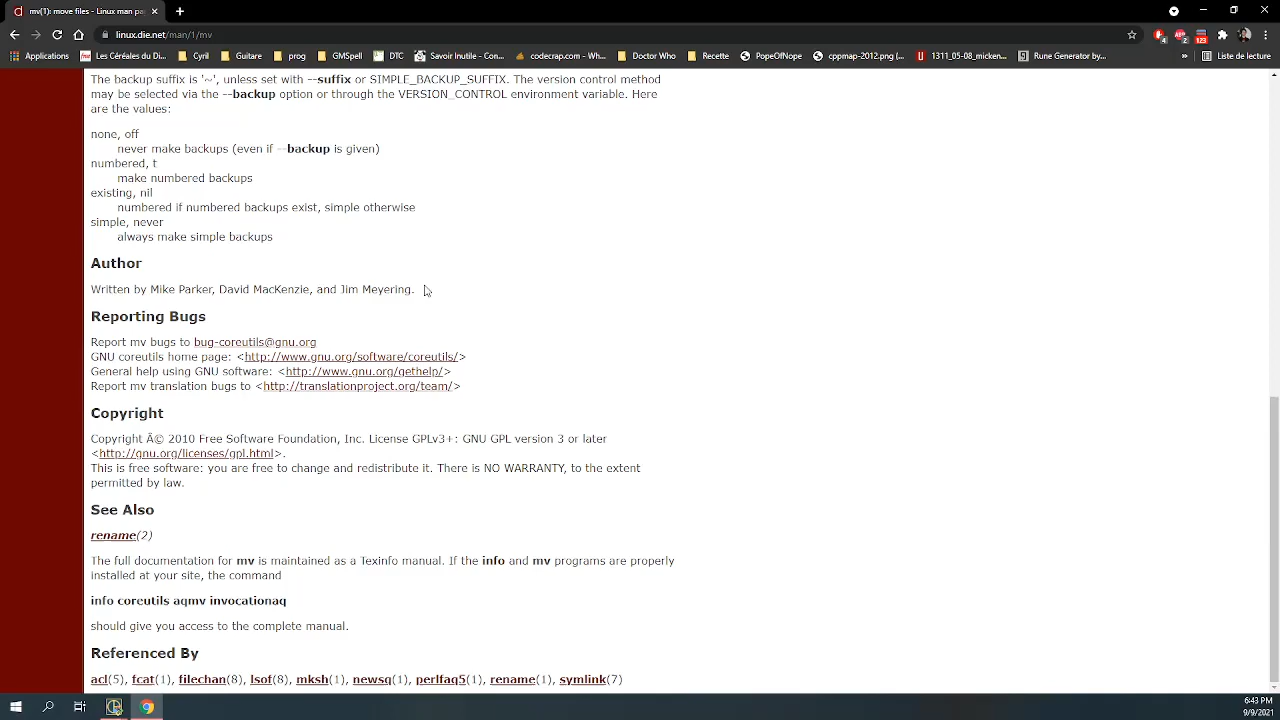 mv(1): move files - Linux man pa
linux.die.net/man/1/mv
Applications
Les Céréales du Di...
Cyril
Guitare
prog
GMSpell
DTC
Savoir Inutile - Con...
codecrap.com - Wh...
Doctor Who
Recette
PopeOfNope
cppmap-2012.png (...
1311_05_08_micken...
Rune Generator by...
»
Liste de lecture
The backup suffix is '~', unless set with --suffix or SIMPLE_BACKUP_SUFFIX. The version control method
may be selected via the --backup option or through the VERSION_CONTROL environment variable. Here
are the values:
none, off
never make backups (even if --backup is given)
numbered, t
make numbered backups
existing, nil
numbered if numbered backups exist, simple otherwise
simple, never
always make simple backups
Author
Written by Mike Parker, David MacKenzie, and Jim Meyering.
Reporting Bugs
Report mv bugs to bug-coreutils@gnu.org
GNU coreutils home page: <http://www.gnu.org/software/coreutils/>
General help using GNU software: <http://www.gnu.org/gethelp/>
Report mv translation bugs to <http://translationproject.org/team/>
Copyright
Copyright Â© 2010 Free Software Foundation, Inc. License GPLv3+: GNU GPL version 3 or later
<http://gnu.org/licenses/gpl.html>.
This is free software: you are free to change and redistribute it. There is NO WARRANTY, to the extent
permitted by law.
See Also
rename(2)
The full documentation for mv is maintained as a Texinfo manual. If the info and mv programs are properly
installed at your site, the command
info coreutils aqmv invocationaq
should give you access to the complete manual.
Referenced By
acl(5), fcat(1), filechan(8), lsof(8), mksh(1), newsq(1), perlfaq5(1), rename(1), symlink(7)
6:43 PM
9/9/2021